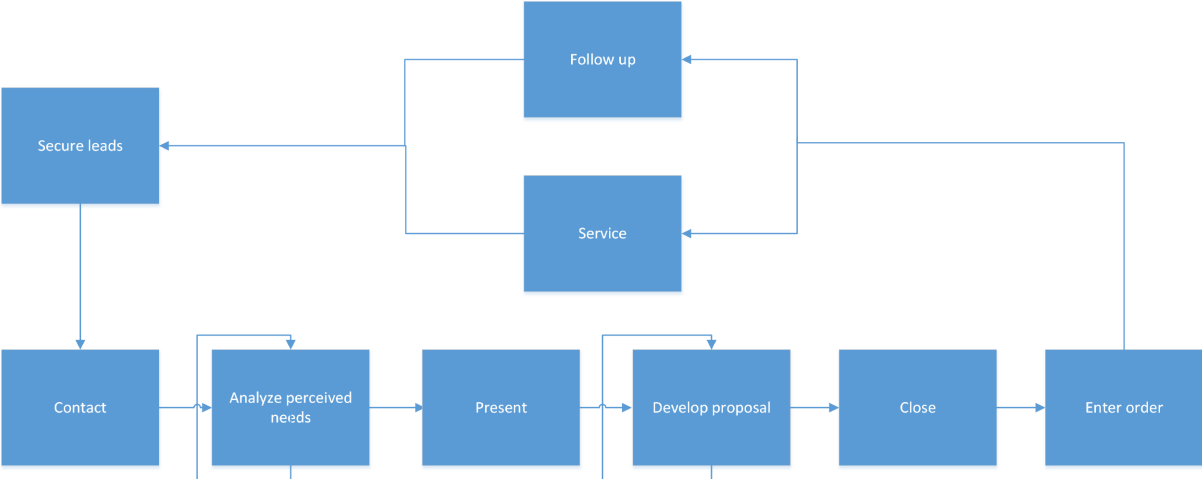 Follow up
Secure leads
Service
Contact
Analyze perceived
needs
Present
Develop proposal
Close
Enter order